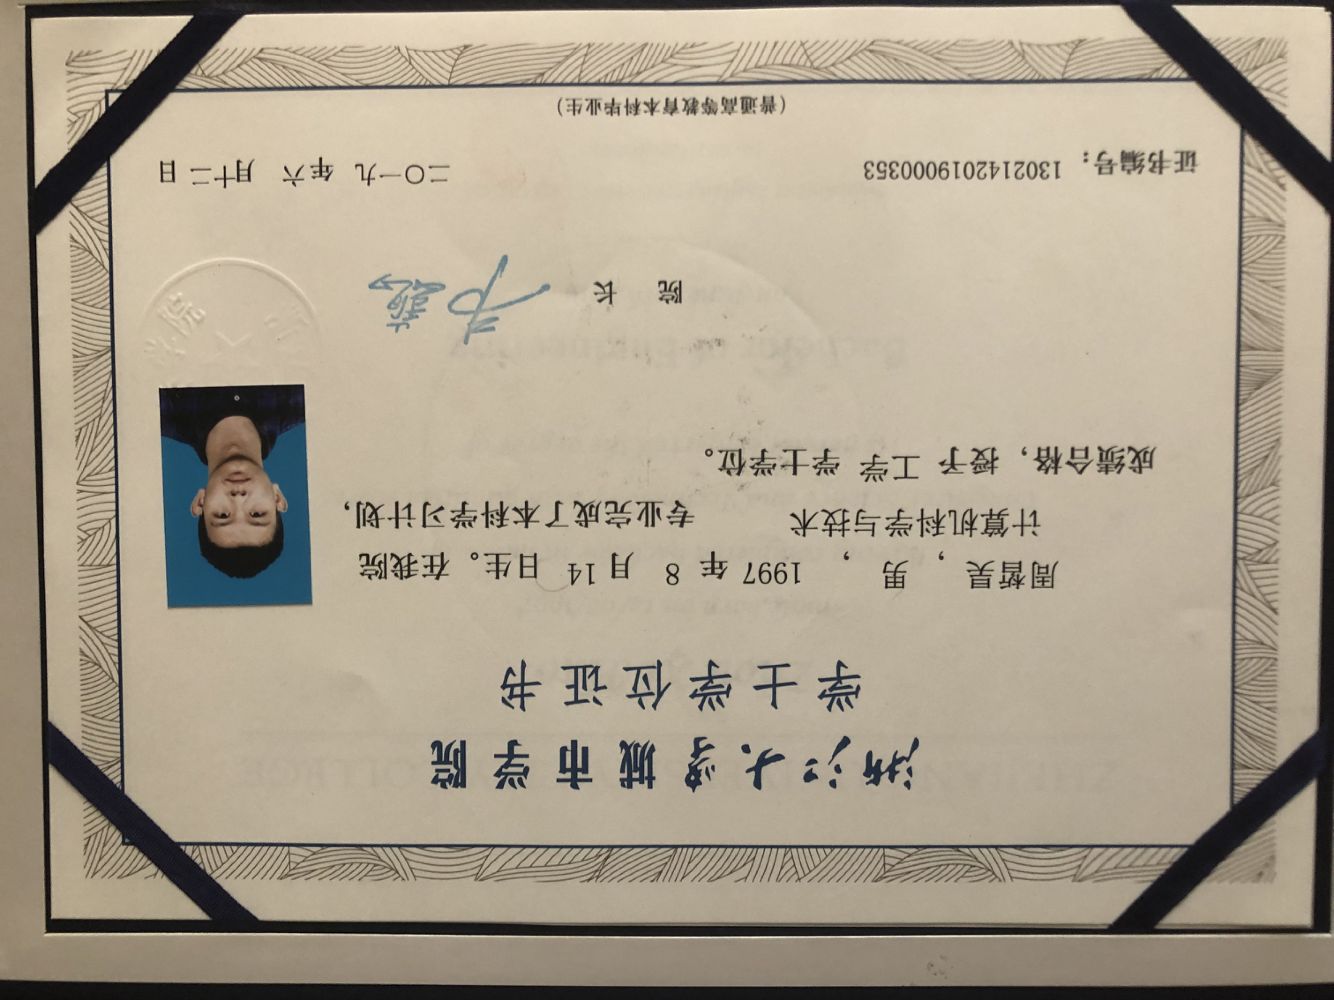 浙江大学城市学院
学士学位证书
周皙昊，男，1997年8月14日生。在我院
计算机科学与技术 专业完成了本科学习计划，
成绩合格，授予 工学 学士学位。
院 长
二〇一九年六月十二日
证书编号：1302142019000353
（普通高等教育本科毕业生）